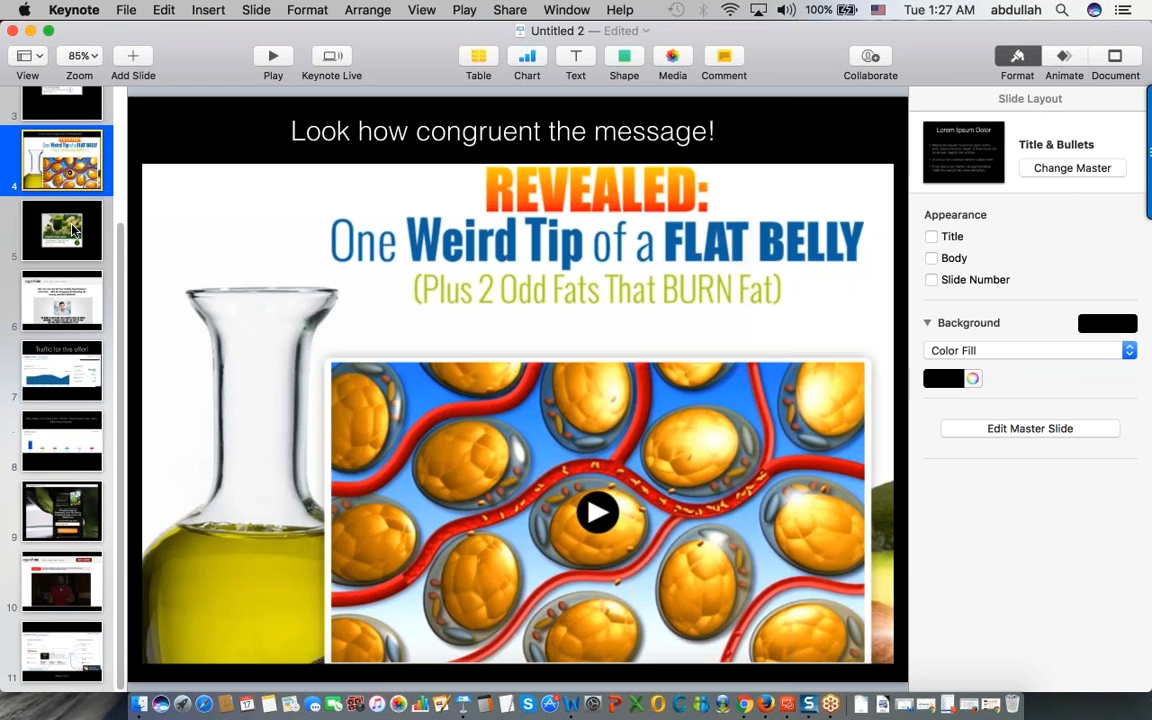 Keynote File Edit Insert Slide Format Arrange View Play Share Window Help 100% Tue 1:27 AM abdullah
Untitled 2 — Edited
85%
View Zoom Add Slide Play Keynote Live Table Chart Text Shape Media Comment Collaborate Format Animate Document
Slide Layout
3
4
5
6
Traffic for this offer!
7
8
9
10
11
Look how congruent the message!
REVEALED:
One Weird Tip of a FLAT BELLY
(Plus 2 Odd Fats That BURN Fat)
Lorem Ipsum Dolor
Title & Bullets
Change Master
Appearance
Title
Body
Slide Number
Background
Color Fill
Edit Master Slide
17